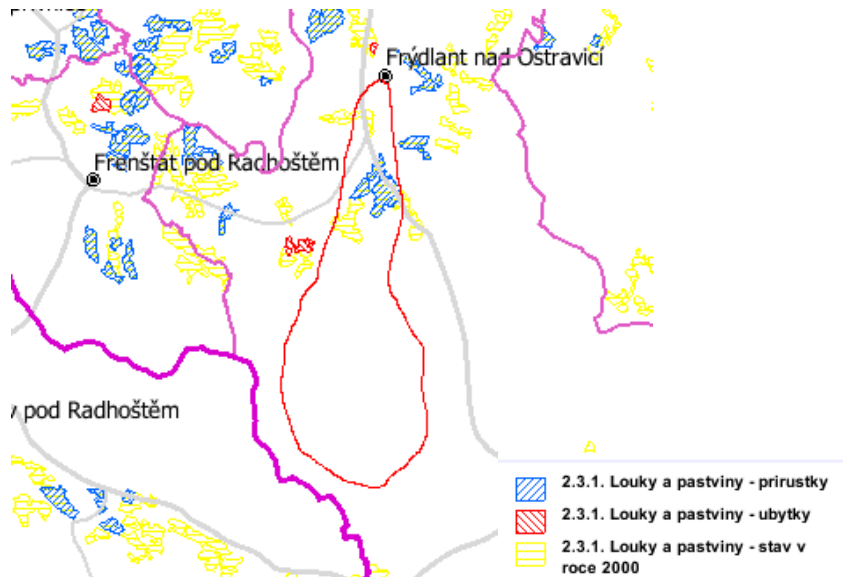 Frýdlant nad Ostravicí
Frenštát pod Radhoštěm
v pod Radhoštěm
2.3.1. Louky a pastviny - prirustky
2.3.1. Louky a pastviny - ubytky
2.3.1. Louky a pastviny - stav v
roce 2000